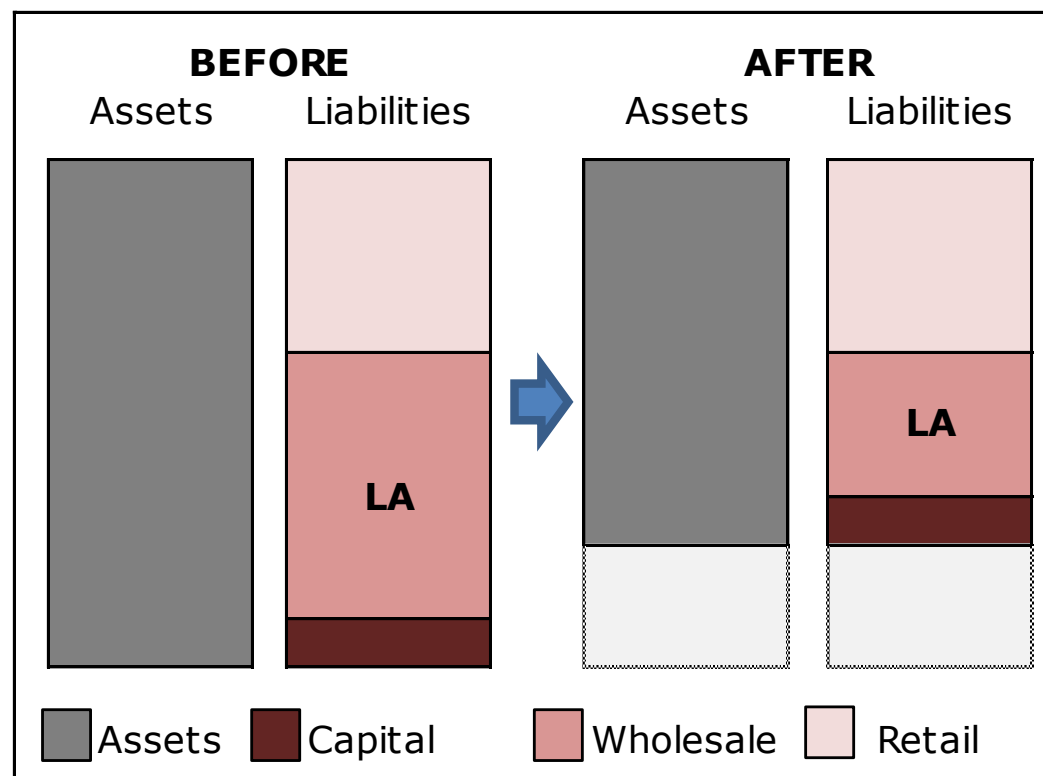 BEFORE AFTER
Assets Liabilities Assets Liabilities
LA
LA
Assets Capital Wholesale Retail